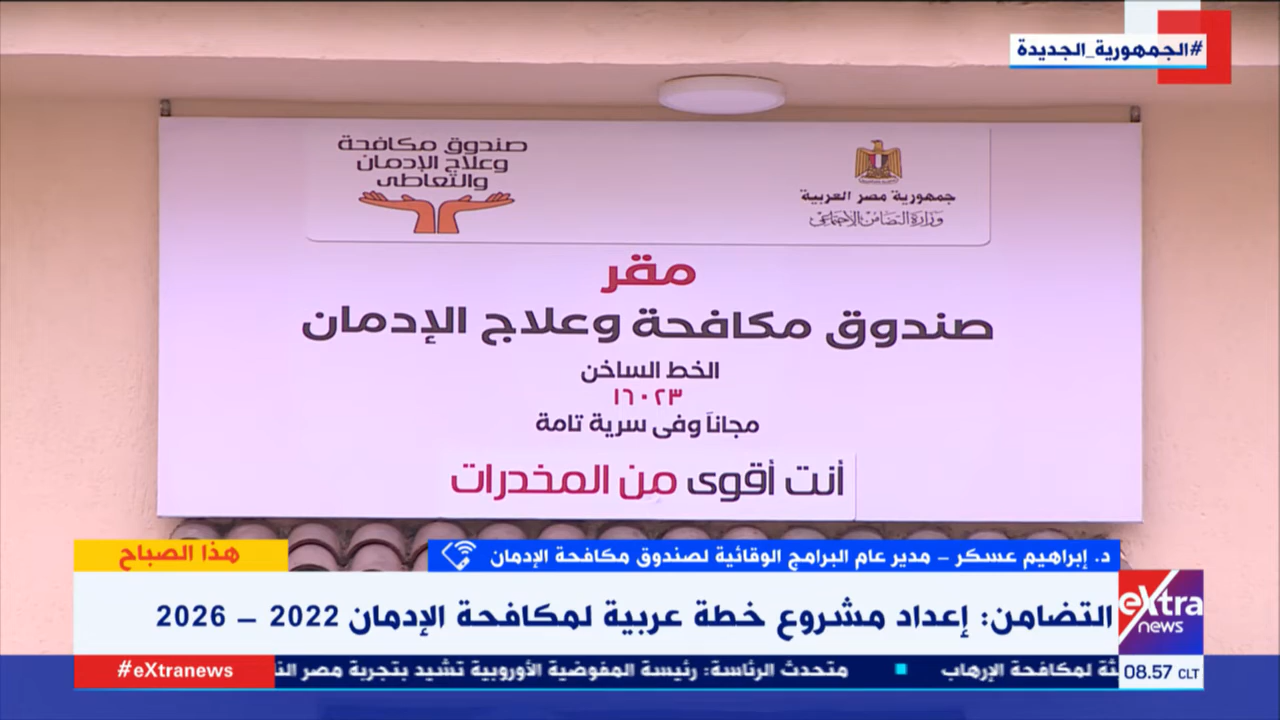 #الجمهورية_الجديدة
جمهورية مصر العربية
وزارة التضامن الاجتماعي
صندوق مكافحة
وعلاج الإدمان
والتعاطى
مقر
صندوق مكافحة وعلاج الإدمان
الخط الساخن
١٦٠٢٣
مجاناً وفى سرية تامة
أنت أقوى من المخدرات
د. إبراهيم عسكر – مدير عام البرامج الوقائية لصندوق مكافحة الإدمان
هذا الصباح
التضامن: إعداد مشروع خطة عربية لمكافحة الإدمان 2022 – 2026
eXtra
news
08.57 CLT
لمكافحة الإرهاب ■ متحدث الرئاسة: رئيسة المفوضية الأوروبية تشيد بتجربة مصر
#eXtranews